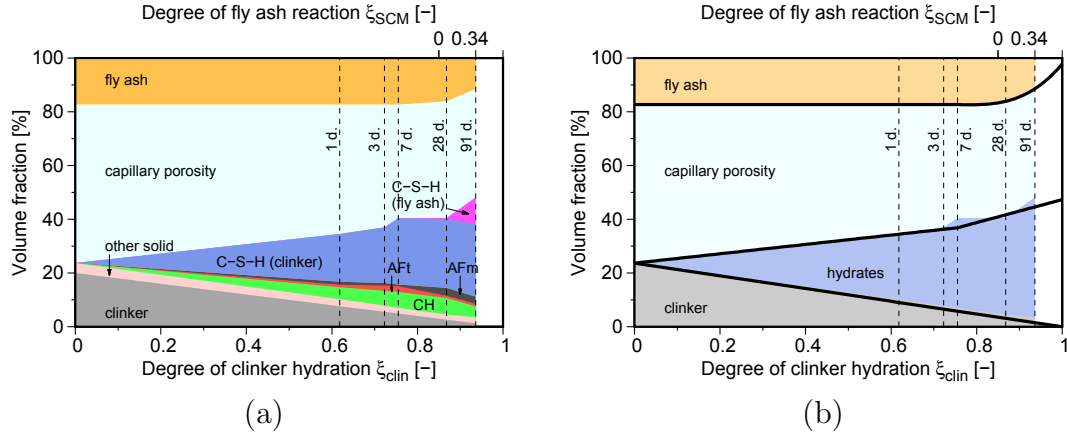 Degree of fly ash reaction ξSCM [−]
0 0.34
100
80
60
40
20
0
Volume fraction [%]
fly ash
1 d.
3 d.
7 d.
28 d.
91 d.
capillary porosity
C−S−H
(fly ash)
other solid
C−S−H (clinker)
AFt
AFm
CH
clinker
0 0.2 0.4 0.6 0.8 1
Degree of clinker hydration ξclin [−]
(a)
Degree of fly ash reaction ξSCM [−]
0 0.34
100
80
60
40
20
0
Volume fraction [%]
fly ash
1 d.
3 d.
7 d.
28 d.
91 d.
capillary porosity
hydrates
clinker
0 0.2 0.4 0.6 0.8 1
Degree of clinker hydration ξclin [−]
(b)